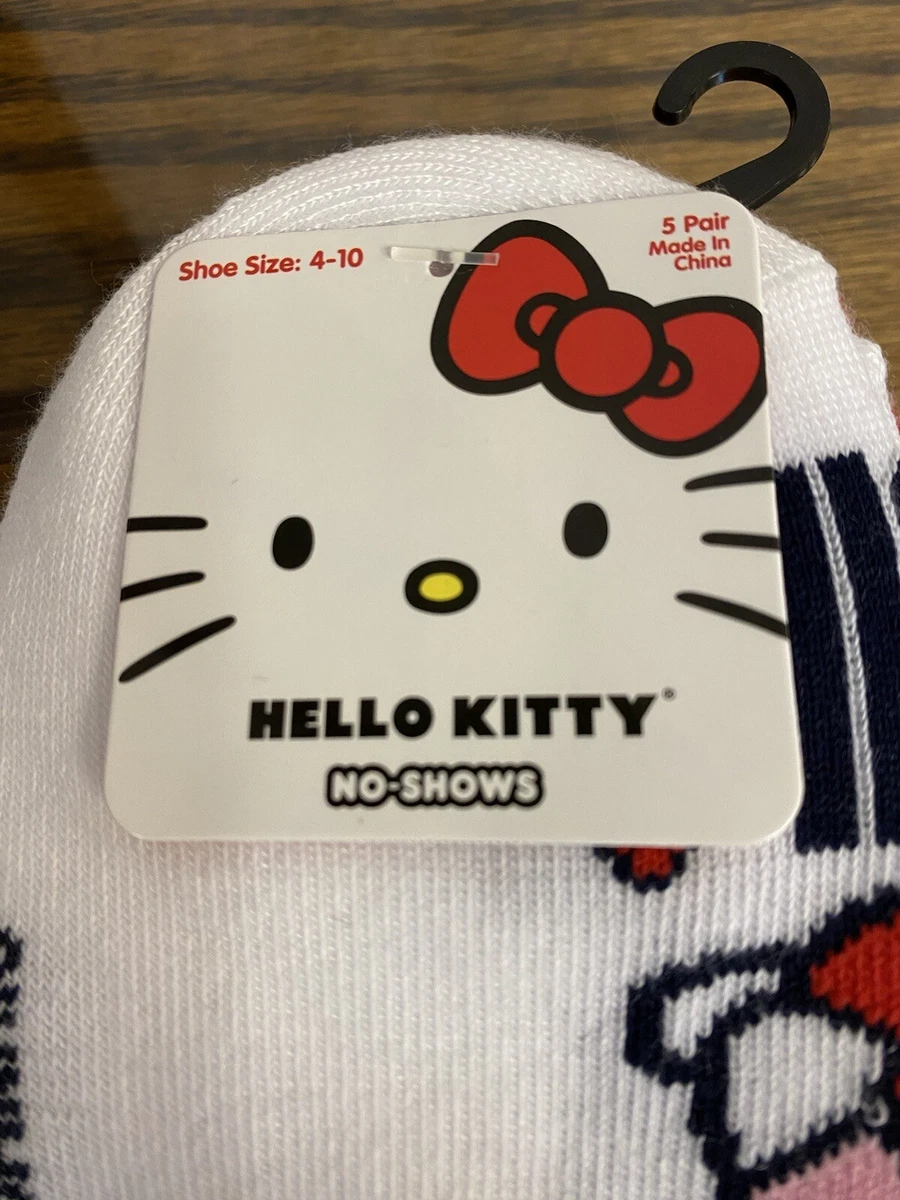 Shoe Size: 4-10
5 Pair
Made In
China
HELLO KITTY®
NO-SHOWS